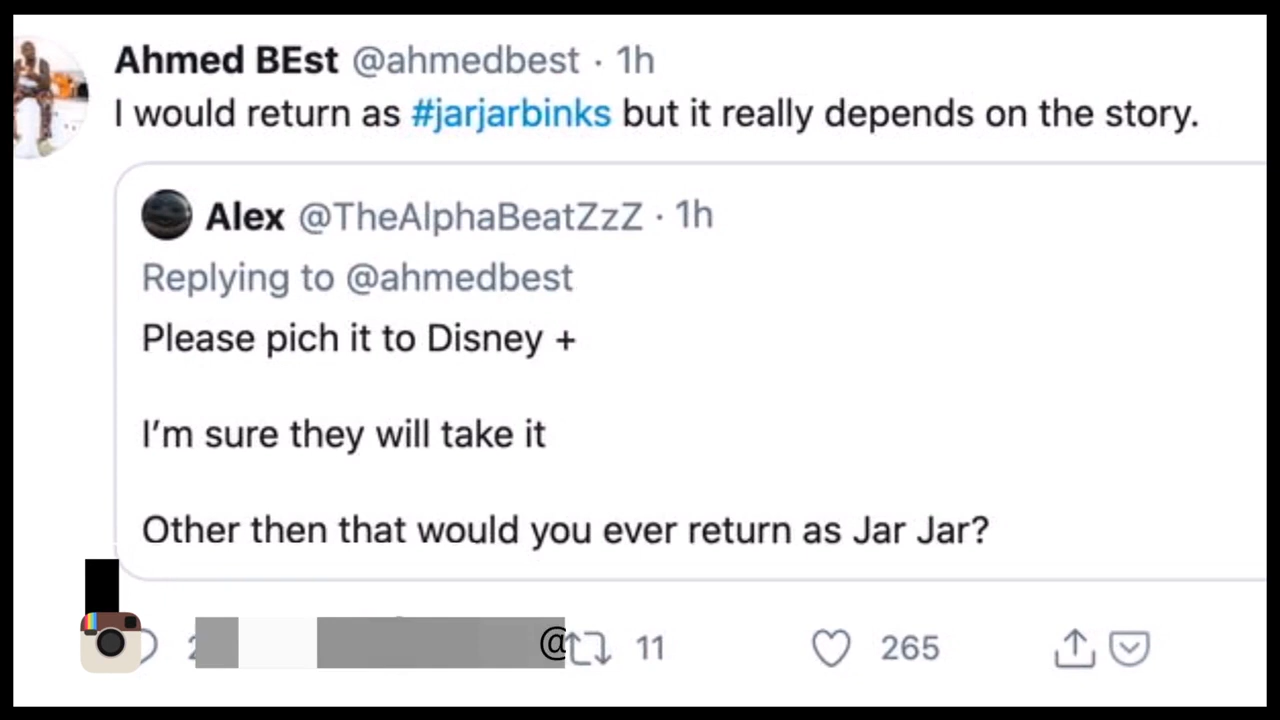 Ahmed BEst @ahmedbest · 1h
I would return as #jarjarbinks but it really depends on the story.
Alex @TheAlphaBeatZzZ · 1h
Replying to @ahmedbest
Please pich it to Disney +
I'm sure they will take it
Other then that would you ever return as Jar Jar?
@ 11 265